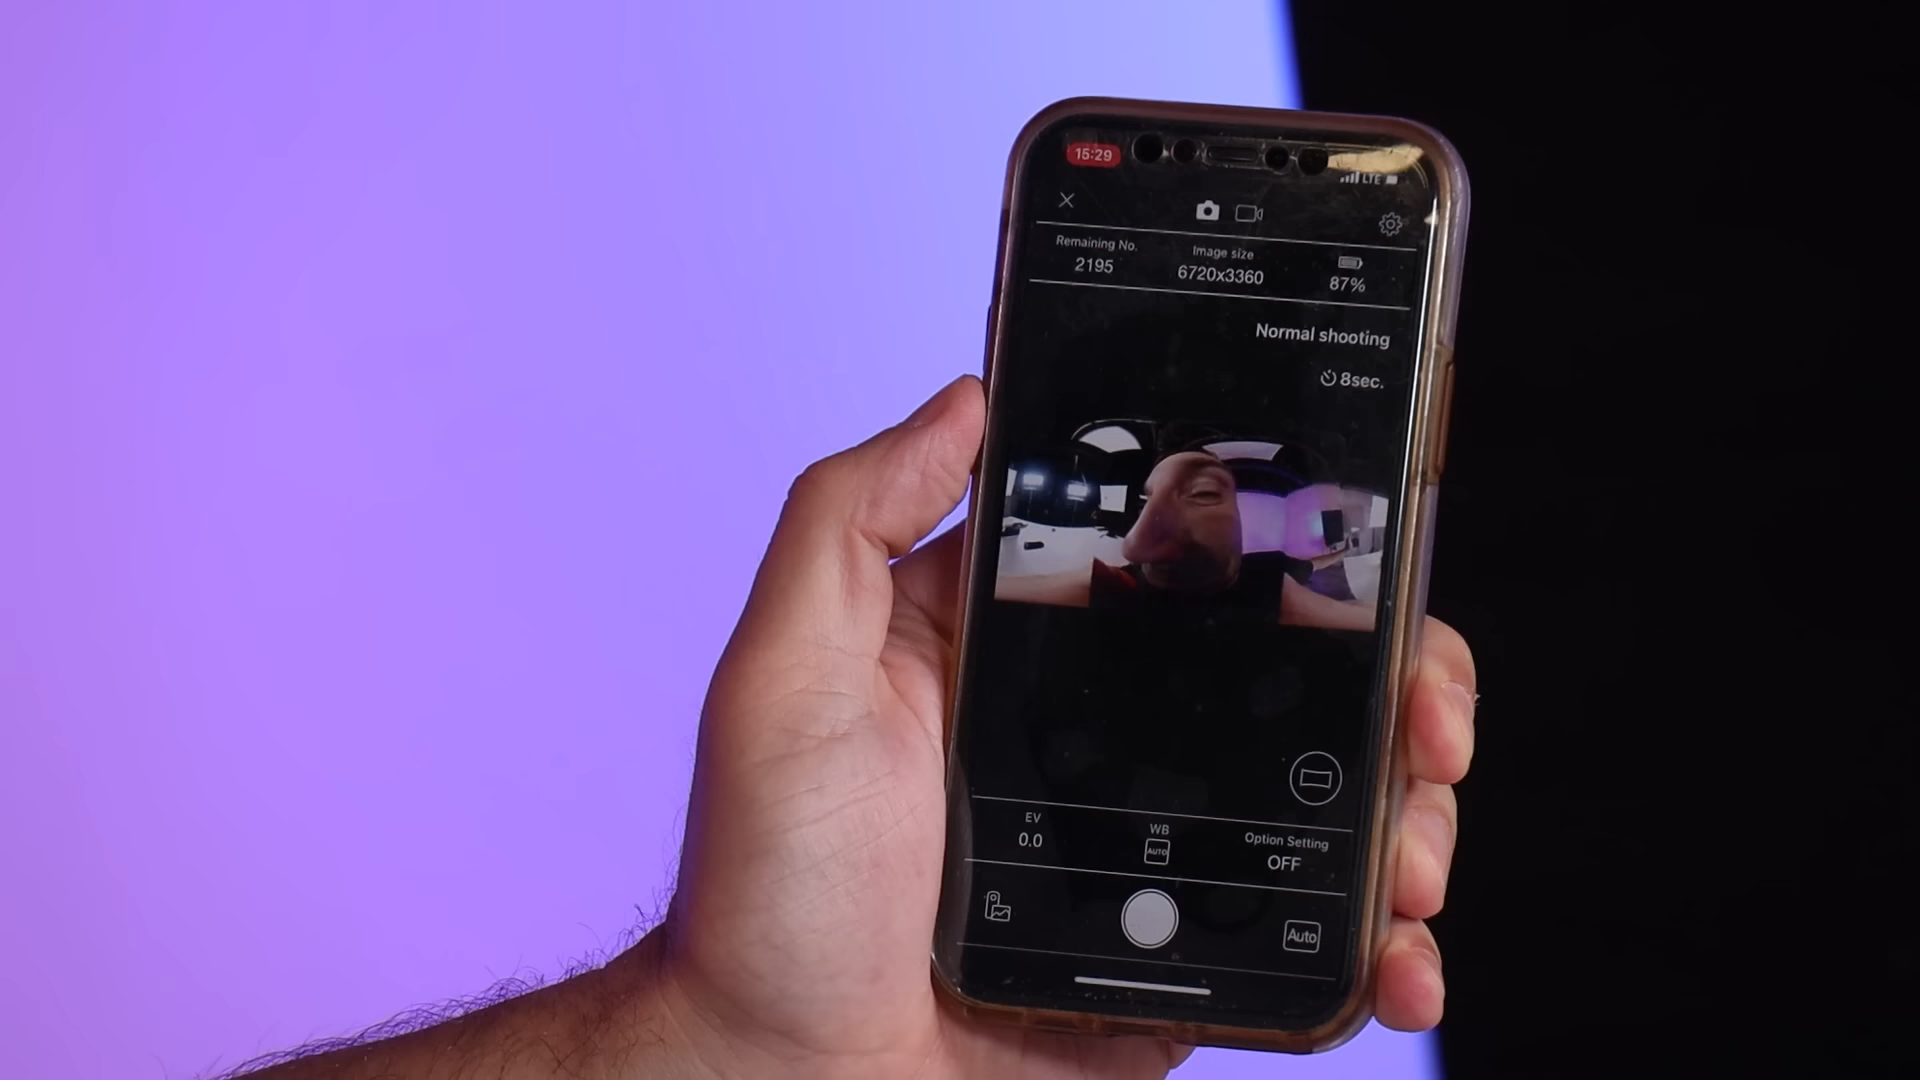 15:29
LTE
Remaining No.
2195
Image size
6720x3360
87%
Normal shooting
8sec.
EV
0.0
WB
AUTO
Option Setting
OFF
Auto